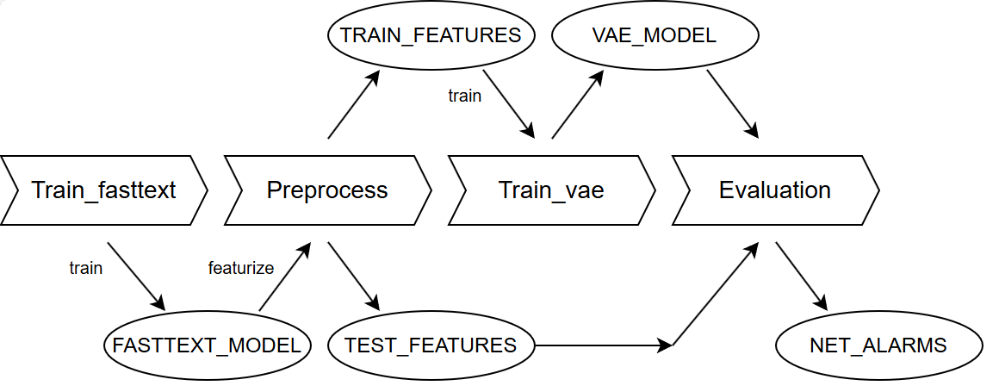 TRAIN_FEATURES
VAE_MODEL
train
Train_fasttext
Preprocess
Train_vae
Evaluation
train
featurize
FASTTEXT_MODEL
TEST_FEATURES
NET_ALARMS